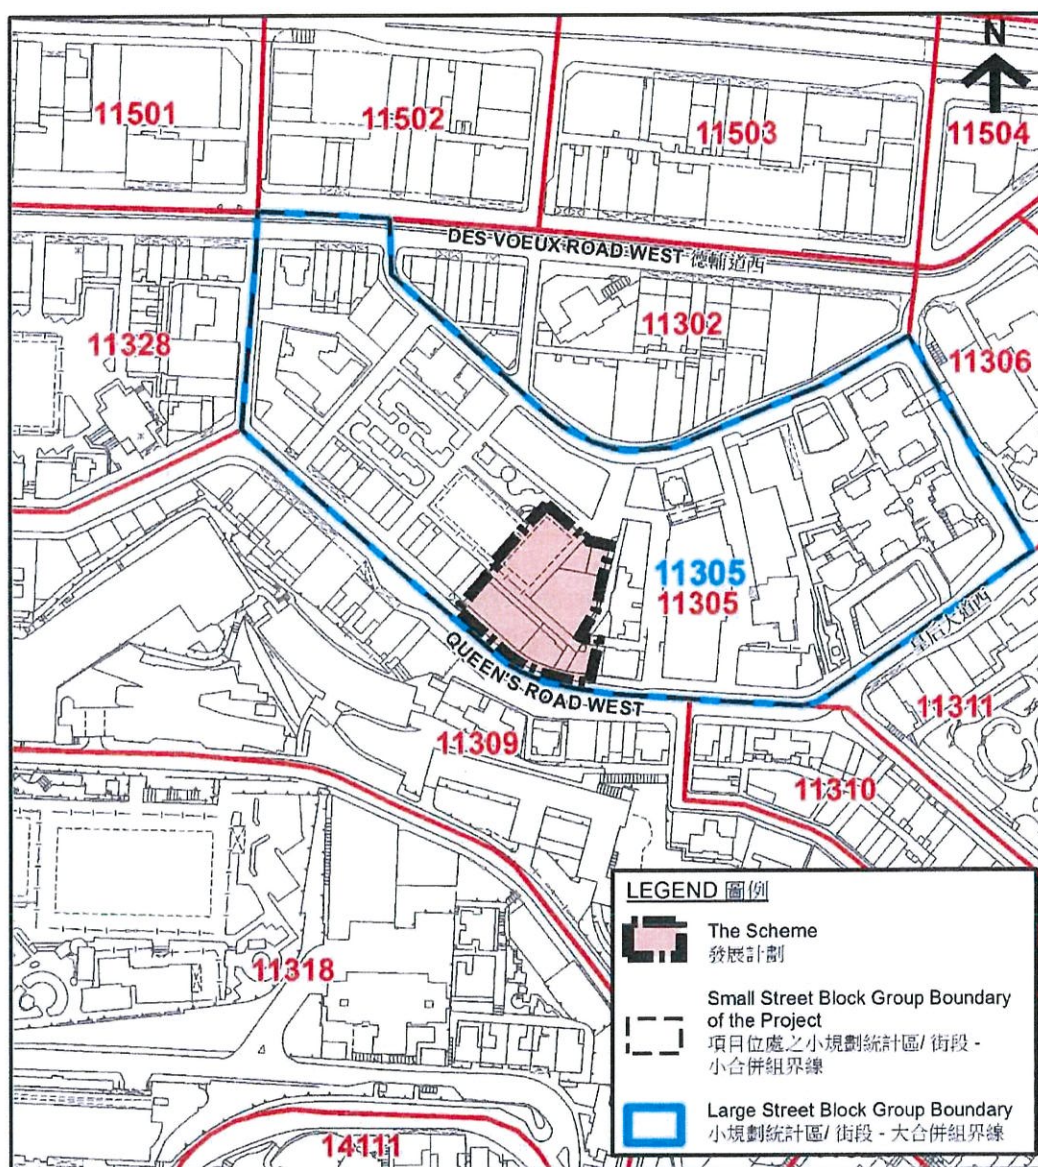 N
11501
11502
11503
11504
DES VOEUX ROAD WEST 德輔道西
11328
11302
11306
11305
11305
皇后大道西
QUEEN'S ROAD WEST
11309
11311
11310
11318
14111
LEGEND 圖例
The Scheme
發展計劃
Small Street Block Group Boundary
of the Project
項目位處之小規劃統計區/ 街段 -
小合併組界線
Large Street Block Group Boundary
小規劃統計區/ 街段 - 大合併組界線